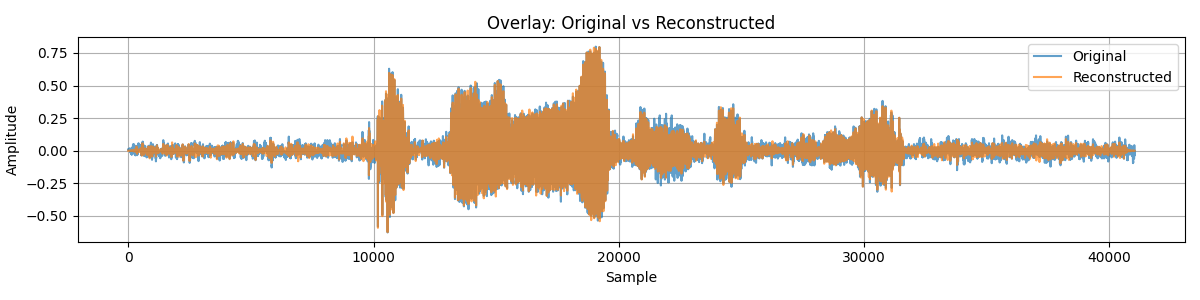 Overlay: Original vs Reconstructed
Original
Reconstructed
Amplitude
0.75
0.50
0.25
0.00
−0.25
−0.50
0 10000 20000 30000 40000
Sample